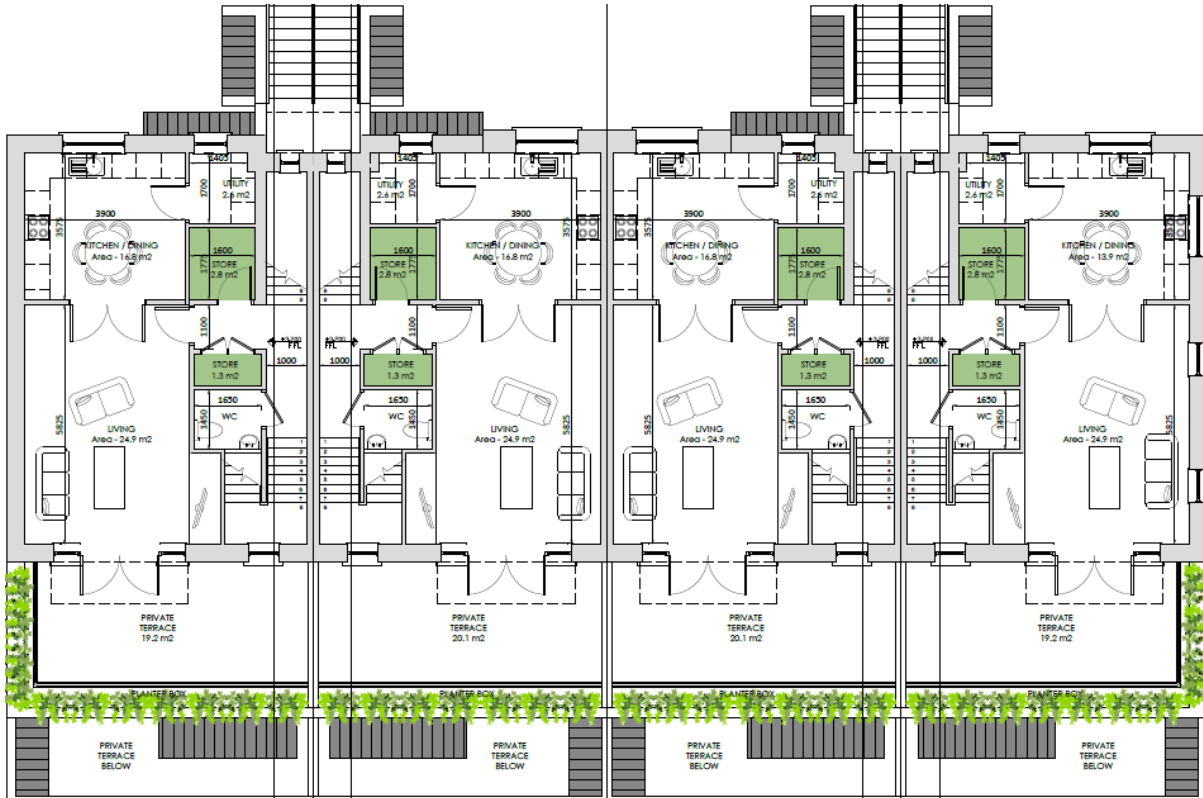 1405
1405
1405
1405
UTILITY
2.6 m2
1700
UTILITY
2.6 m2
1700
UTILITY
2.6 m2
1700
UTILITY
2.6 m2
1700
3900
3900
3900
3900
3575
3575
3575
3575
KITCHEN / DINING
Area - 16.8 m2
KITCHEN / DINING
Area - 16.8 m2
KITCHEN / DINING
Area - 16.8 m2
KITCHEN / DINING
Area - 13.9 m2
1600
1775
STORE
2.8 m2
1600
1775
STORE
2.8 m2
1600
1775
STORE
2.8 m2
1600
1775
STORE
2.8 m2
1100
1100
1100
1100
FFL
FFL
FFL
FFL
1000
1000
1000
1000
STORE
1.3 m2
STORE
1.3 m2
STORE
1.3 m2
STORE
1.3 m2
1650
1450
WC
1650
1450
WC
1650
1450
WC
1650
1450
WC
5825
5825
5825
5825
LIVING
Area - 24.9 m2
LIVING
Area - 24.9 m2
LIVING
Area - 24.9 m2
LIVING
Area - 24.9 m2
PRIVATE
TERRACE
19.2 m2
PRIVATE
TERRACE
20.1 m2
PRIVATE
TERRACE
20.1 m2
PRIVATE
TERRACE
19.2 m2
PLANTER BOX
PLANTER BOX
PLANTER BOX
PLANTER BOX
PRIVATE
TERRACE
BELOW
PRIVATE
TERRACE
BELOW
PRIVATE
TERRACE
BELOW
PRIVATE
TERRACE
BELOW